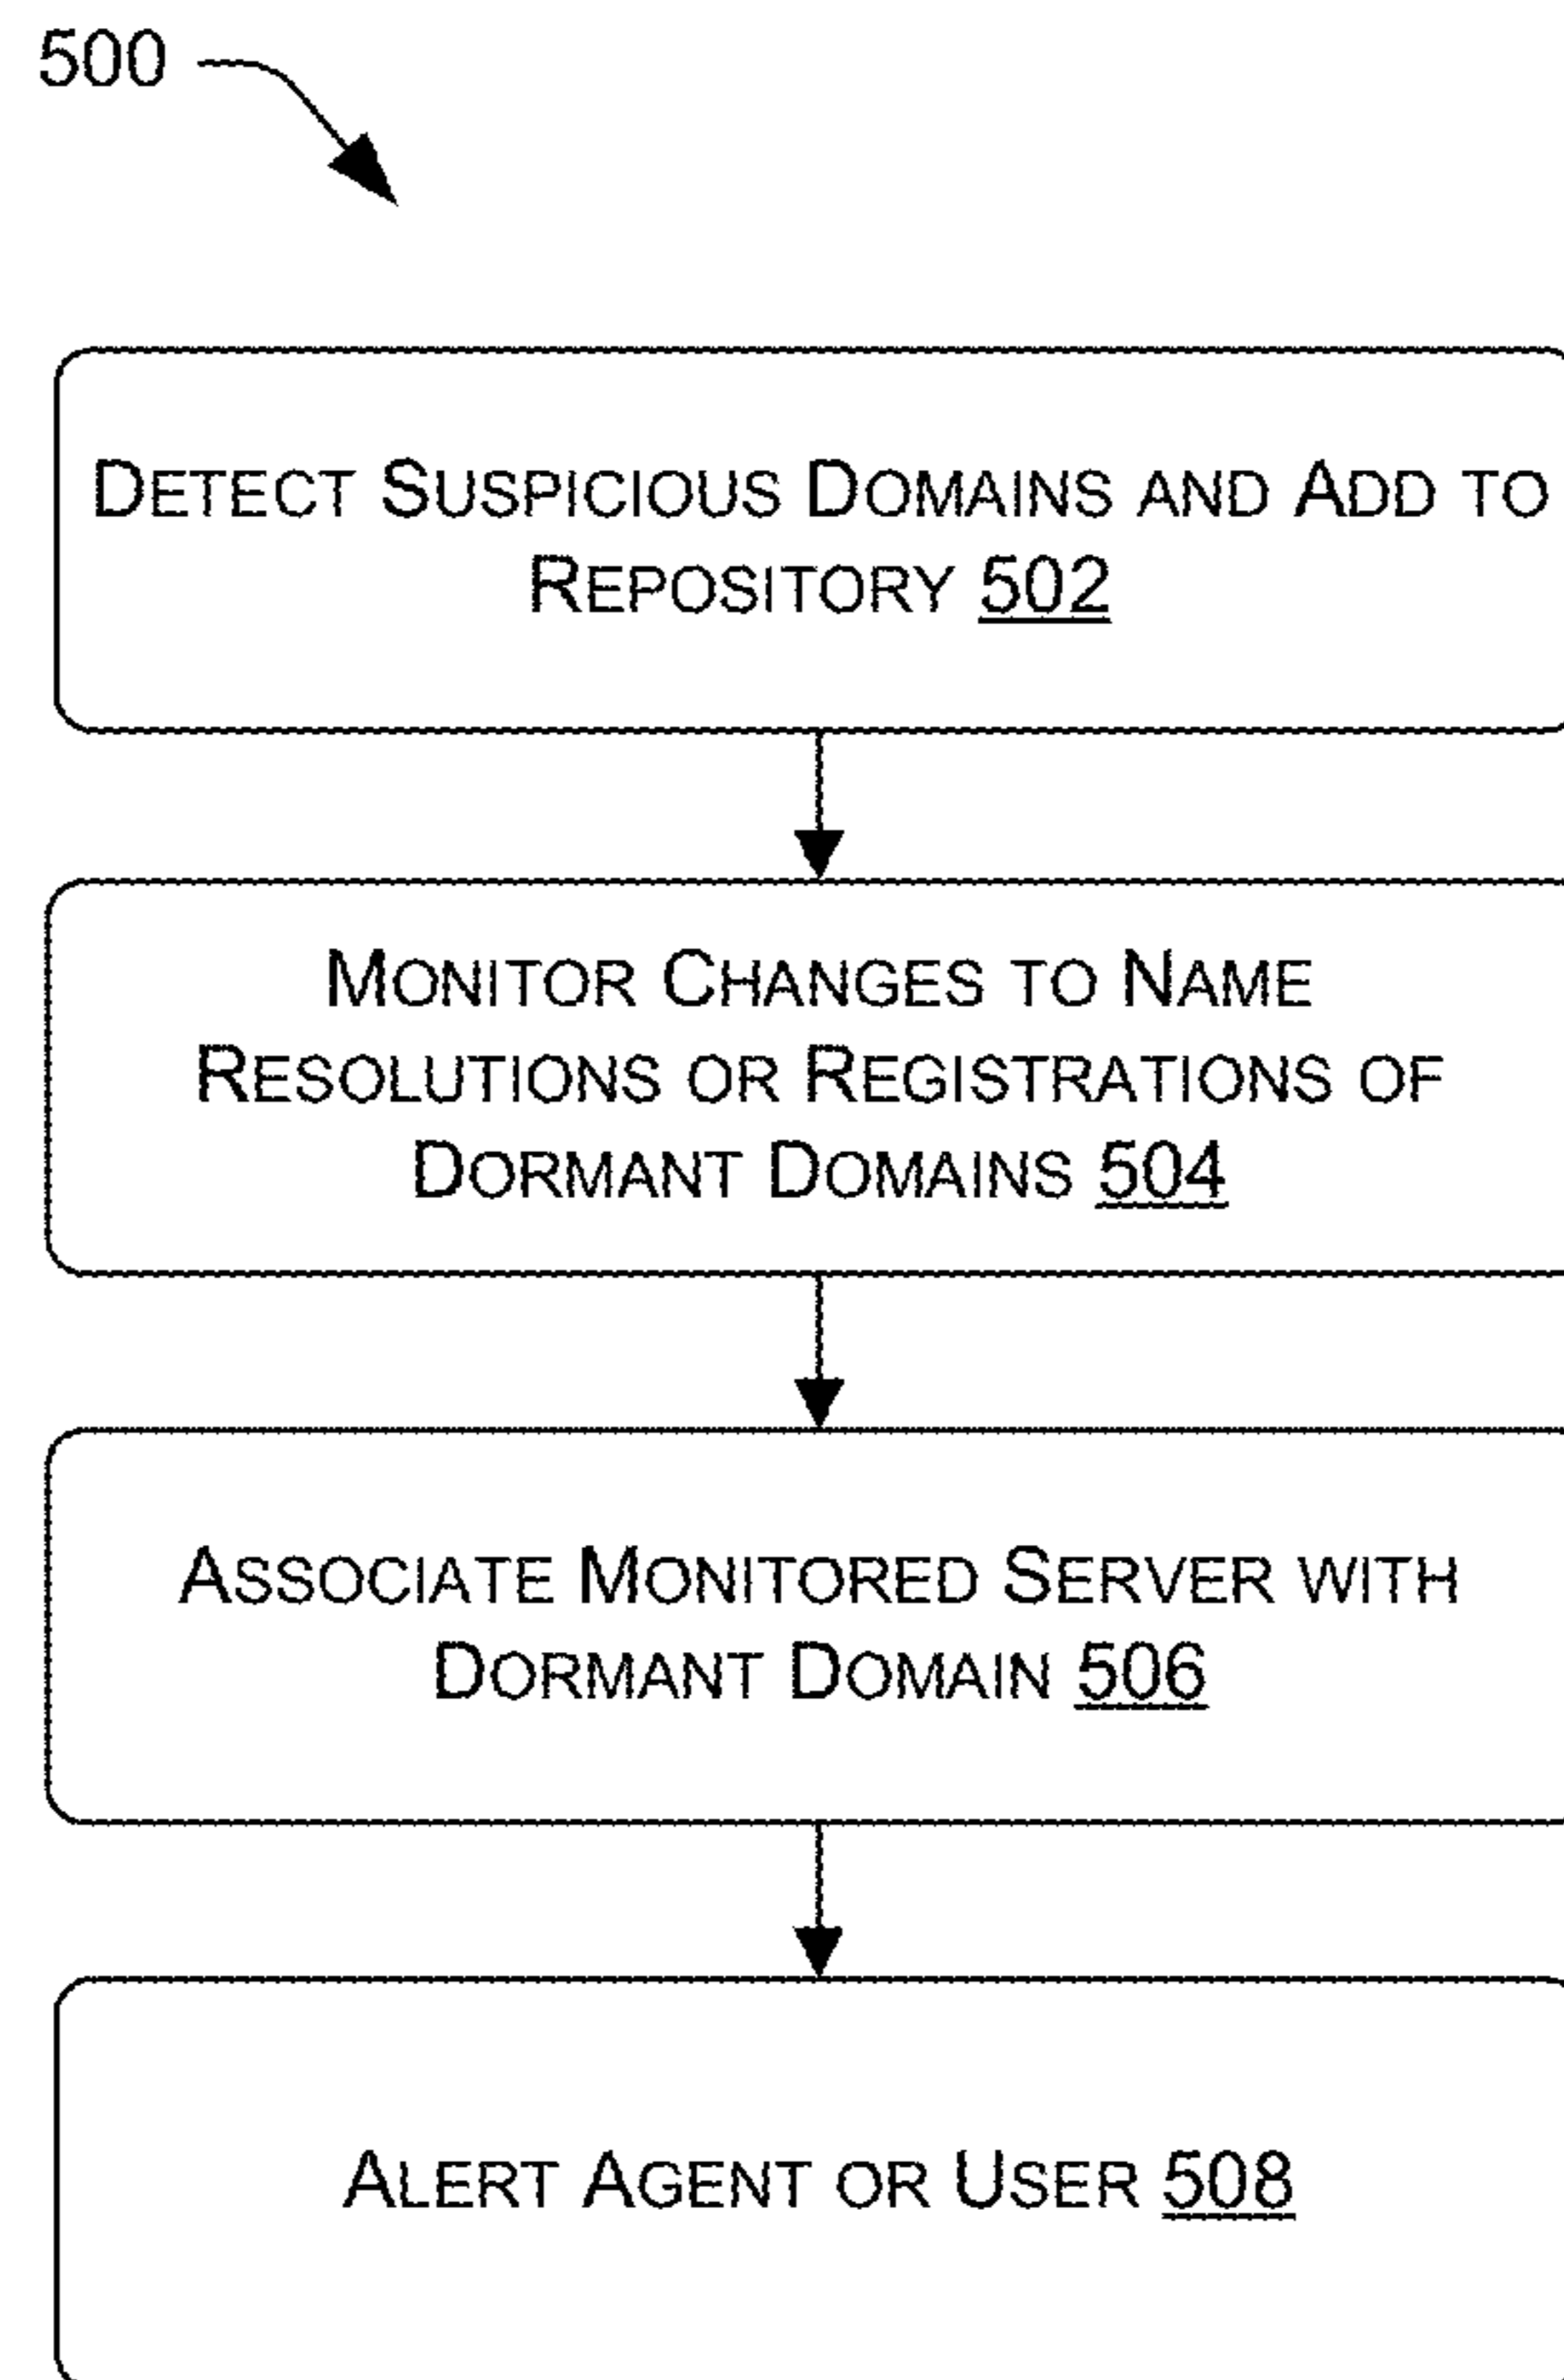 500
DETECT SUSPICIOUS DOMAINS AND ADD TO
REPOSITORY 502
MONITOR CHANGES TO NAME
RESOLUTIONS OR REGISTRATIONS OF
DORMANT DOMAINS 504
ASSOCIATE MONITORED SERVER WITH
DORMANT DOMAIN 506
ALERT AGENT OR USER 508